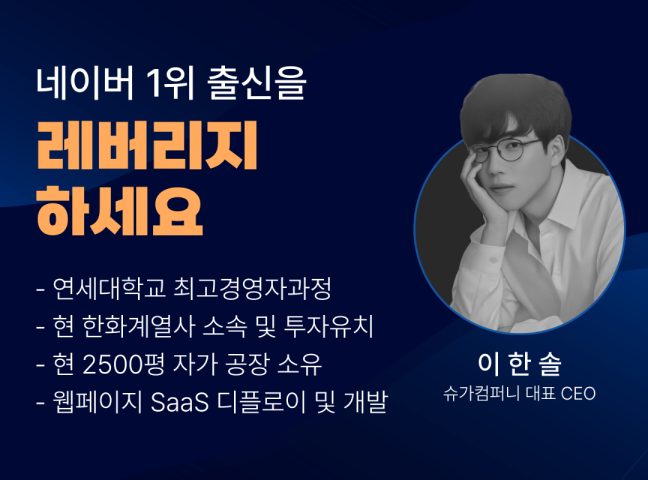 네이버 1위 출신을
레버리지
하세요
- 연세대학교 최고경영자과정
- 현 한화계열사 소속 및 투자유치
- 현 2500평 자가 공장 소유
- 웹페이지 SaaS 디플로이 및 개발
이 한 솔
슈가컴퍼니 대표 CEO